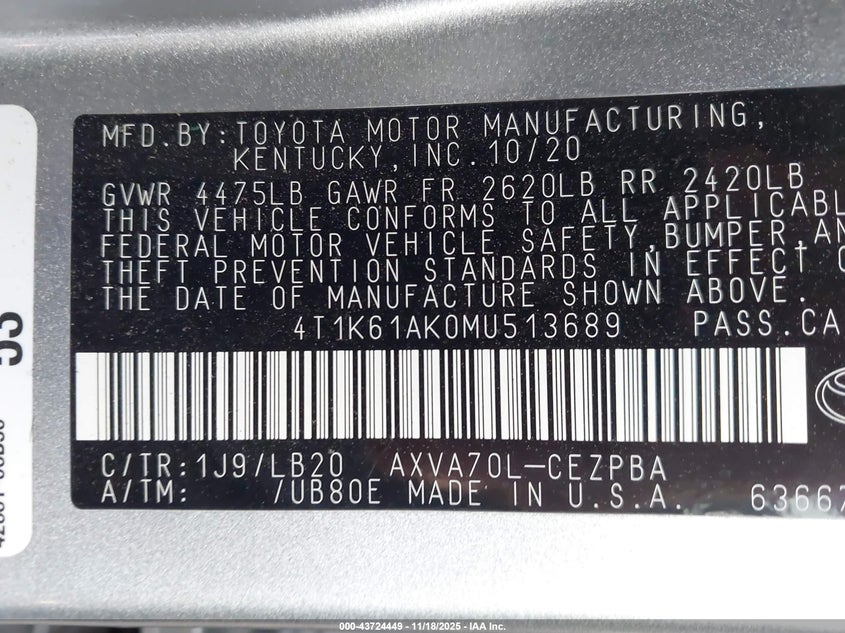 MFD.BY:TOYOTA MOTOR MANUFACTURING,
KENTUCKY,INC.10/20
GVWR 4475LB GAWR FR 2620LB RR 2420LB
THIS VEHICLE CONFORMS TO ALL APPLICABL
FEDERAL MOTOR VEHICLE SAFETY,BUMPER,AN
THEFT PREVENTION STANDARDS IN EFFECT O
THE DATE OF MANUFACTURE SHOWN ABOVE.
4T1K61AK0MU513689 PASS.CA
C/TR:1J9/LB20 AXVA70L-CEZPBA
A/TM: /UB80E MADE IN U.S.A. 63667
53
000-43724449 - 11/18/2025 - IAA Inc.